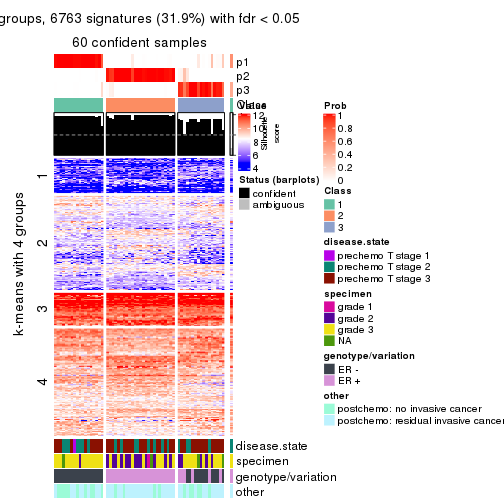 groups, 6763 signatures (31.9%) with fdr < 0.05
60 confident samples
p1
p2
p3
Class
Silhouette
score
1
2
3
4
k-means with 4 groups
disease.state
specimen
genotype/variation
other
Value
12
10
8
6
4
Status (barplots)
confident
ambiguous
Prob
1
0.8
0.6
0.4
0.2
0
Class
1
2
3
disease.state
prechemo T stage 1
prechemo T stage 2
prechemo T stage 3
specimen
grade 1
grade 2
grade 3
NA
genotype/variation
ER -
ER +
other
postchemo: no invasive cancer
postchemo: residual invasive cancer